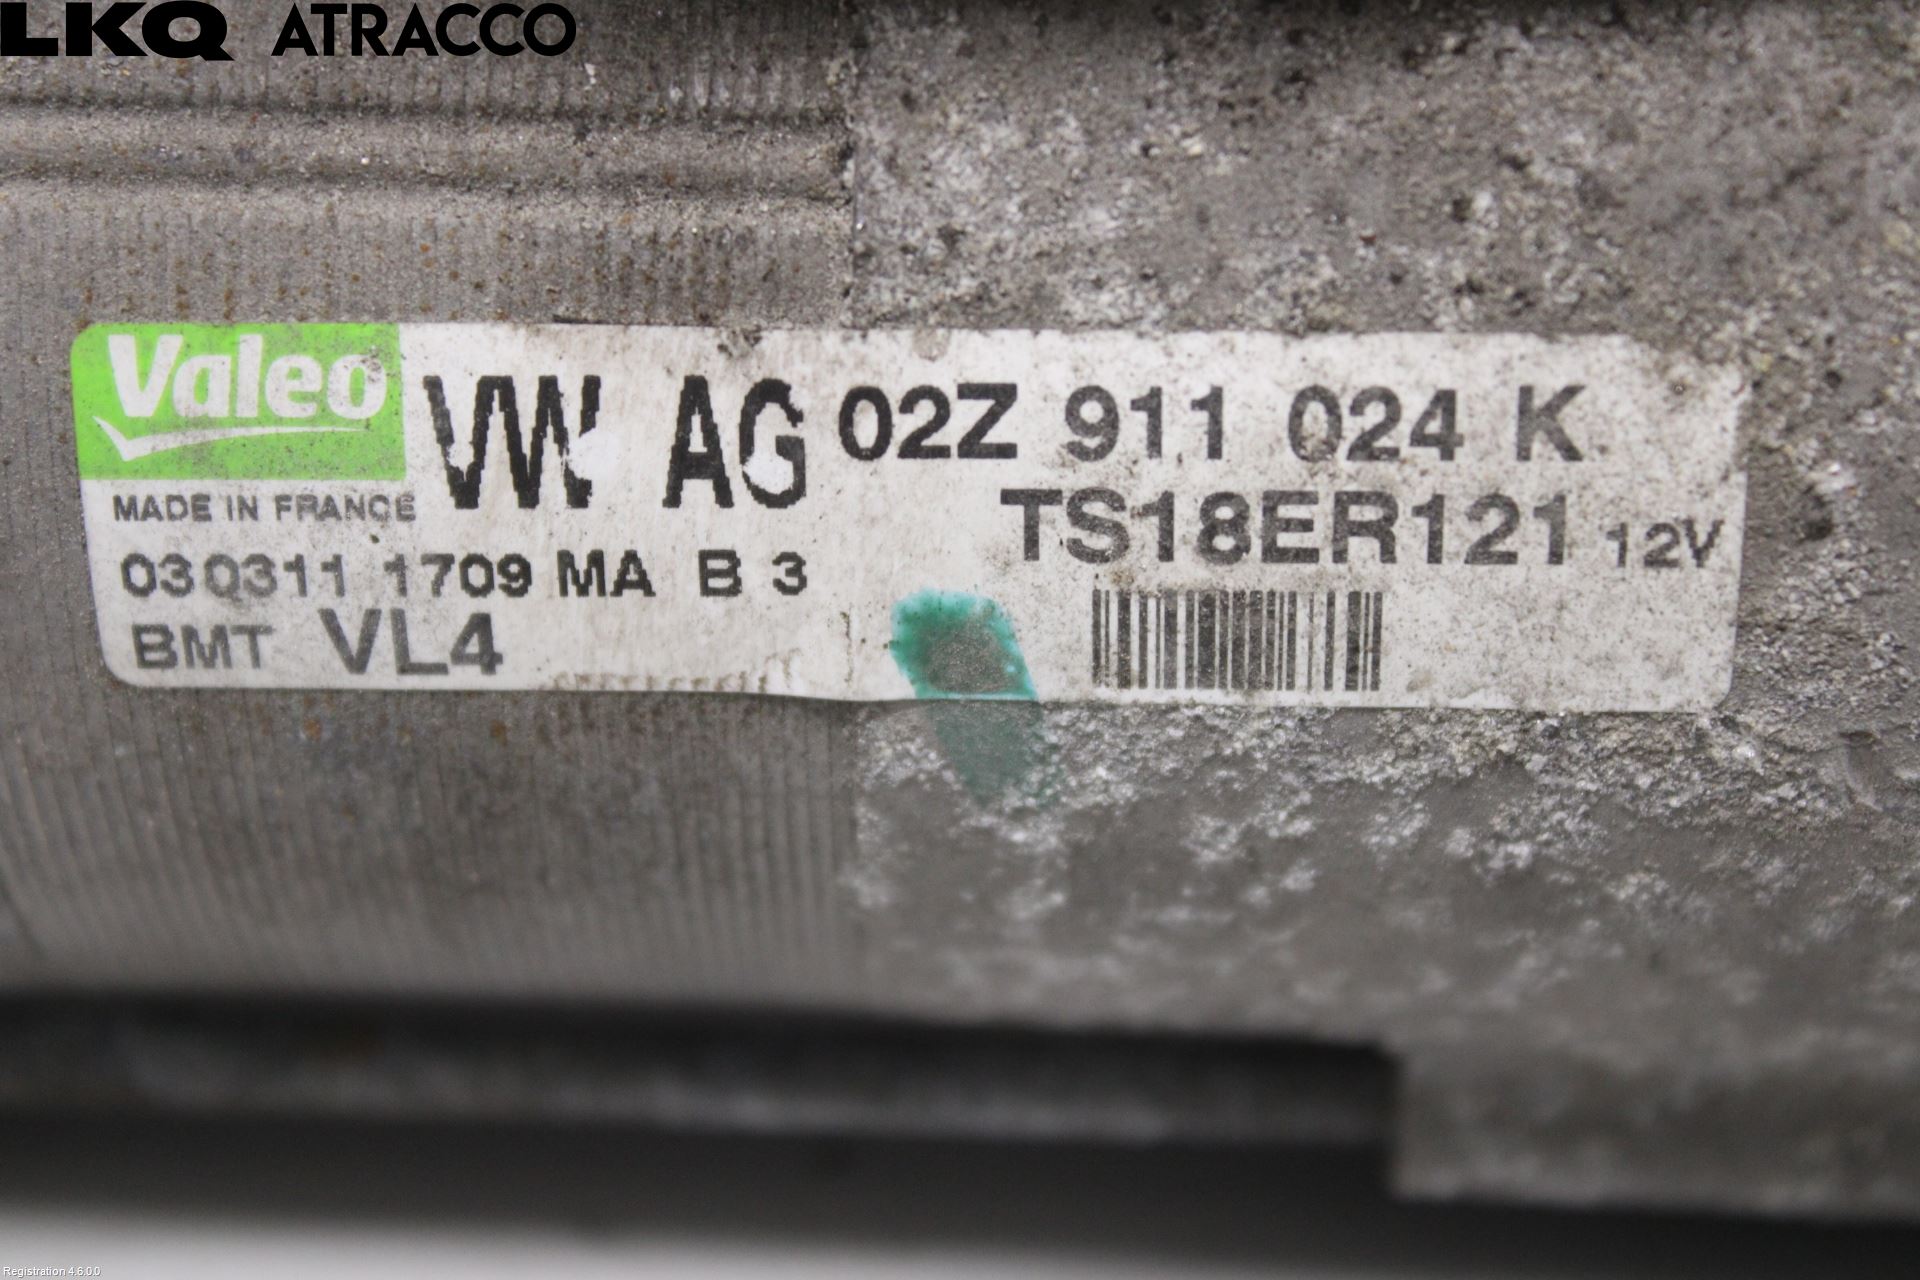 LKQ ATRACCO
Valeo
VW AG 02Z 911 024 K
MADE IN FRANCE
TS18ER121 12V
030311 1709 MA B 3
BMT VL4
Registration 4.6.0.0